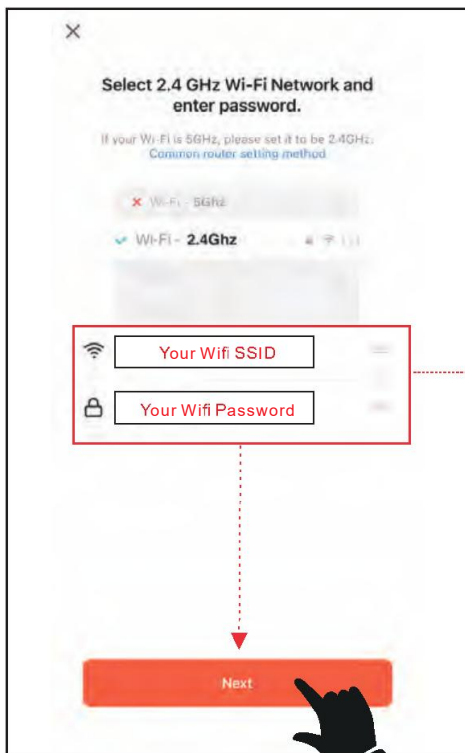 Select 2.4 GHz Wi-Fi Network and
enter password.
If your Wi-Fi is 5GHz, please set it to be 2.4GHz.
Common router setting method
Wi-Fi - 5Ghz
Wi-Fi - 2.4Ghz
Your Wifi SSID
Your Wifi Password
Next